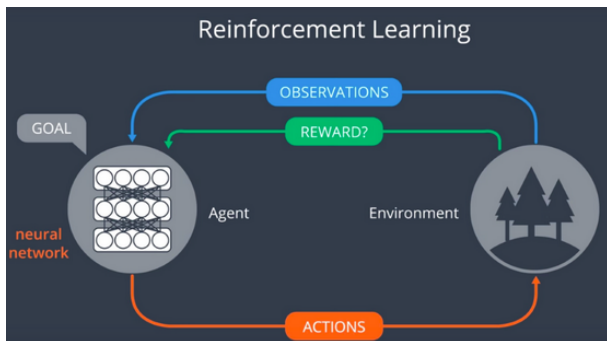 Reinforcement Learning
OBSERVATIONS
REWARD?
GOAL
Agent
Environment
neural
network
ACTIONS